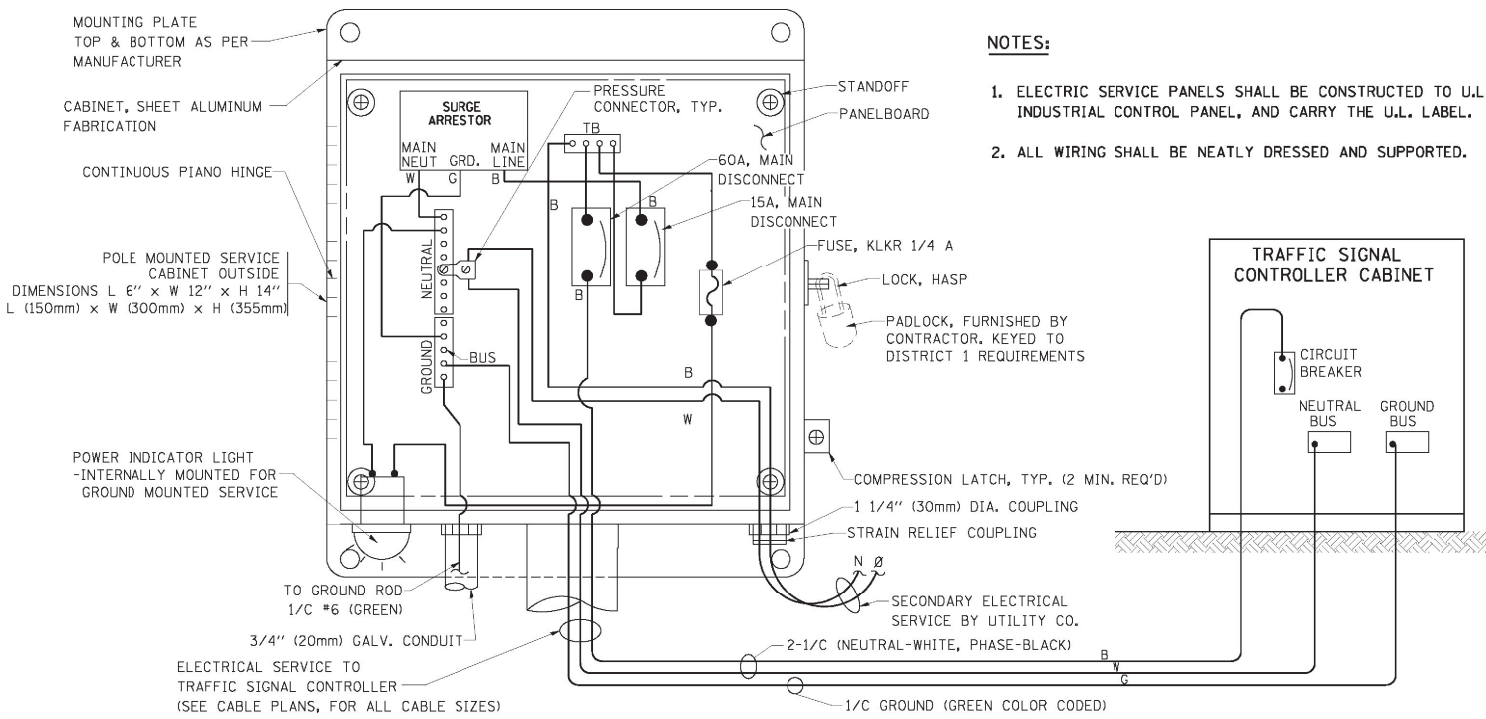 MOUNTING PLATE
TOP & BOTTOM AS PER
MANUFACTURER
CABINET, SHEET ALUMINUM
FABRICATION
CONTINUOUS PIANO HINGE
POLE MOUNTED SERVICE
CABINET OUTSIDE
DIMENSIONS L 6" x W 12" x H 14"
L (150mm) x W (300mm) x H (355mm)
POWER INDICATOR LIGHT
-INTERNALLY MOUNTED FOR
GROUND MOUNTED SERVICE
TO GROUND ROD
1/C #6 (GREEN)
3/4" (20mm) GALV. CONDUIT
ELECTRICAL SERVICE TO
TRAFFIC SIGNAL CONTROLLER
(SEE CABLE PLANS, FOR ALL CABLE SIZES)
SURGE
ARRESTOR
MAIN
NEUT
GRD.
MAIN
LINE
W
G
B
PRESSURE
CONNECTOR, TYP.
TB
60A, MAIN
DISCONNECT
15A, MAIN
DISCONNECT
B
B
B
NEUTRAL
GROUND
BUS
B
W
STANDOFF
PANELBOARD
FUSE, KLKR 1/4 A
LOCK, HASP
PADLOCK, FURNISHED BY
CONTRACTOR. KEYED TO
DISTRICT 1 REQUIREMENTS
COMPRESSION LATCH, TYP. (2 MIN. REQ'D)
1 1/4" (30mm) DIA. COUPLING
STRAIN RELIEF COUPLING
N Ø
SECONDARY ELECTRICAL
SERVICE BY UTILITY CO.
2-1/C (NEUTRAL-WHITE, PHASE-BLACK)
B
W
G
1/C GROUND (GREEN COLOR CODED)
NOTES:
1. ELECTRIC SERVICE PANELS SHALL BE CONSTRUCTED TO U.L
INDUSTRIAL CONTROL PANEL, AND CARRY THE U.L. LABEL.
2. ALL WIRING SHALL BE NEATLY DRESSED AND SUPPORTED.
TRAFFIC SIGNAL
CONTROLLER CABINET
CIRCUIT
BREAKER
NEUTRAL
BUS
GROUND
BUS